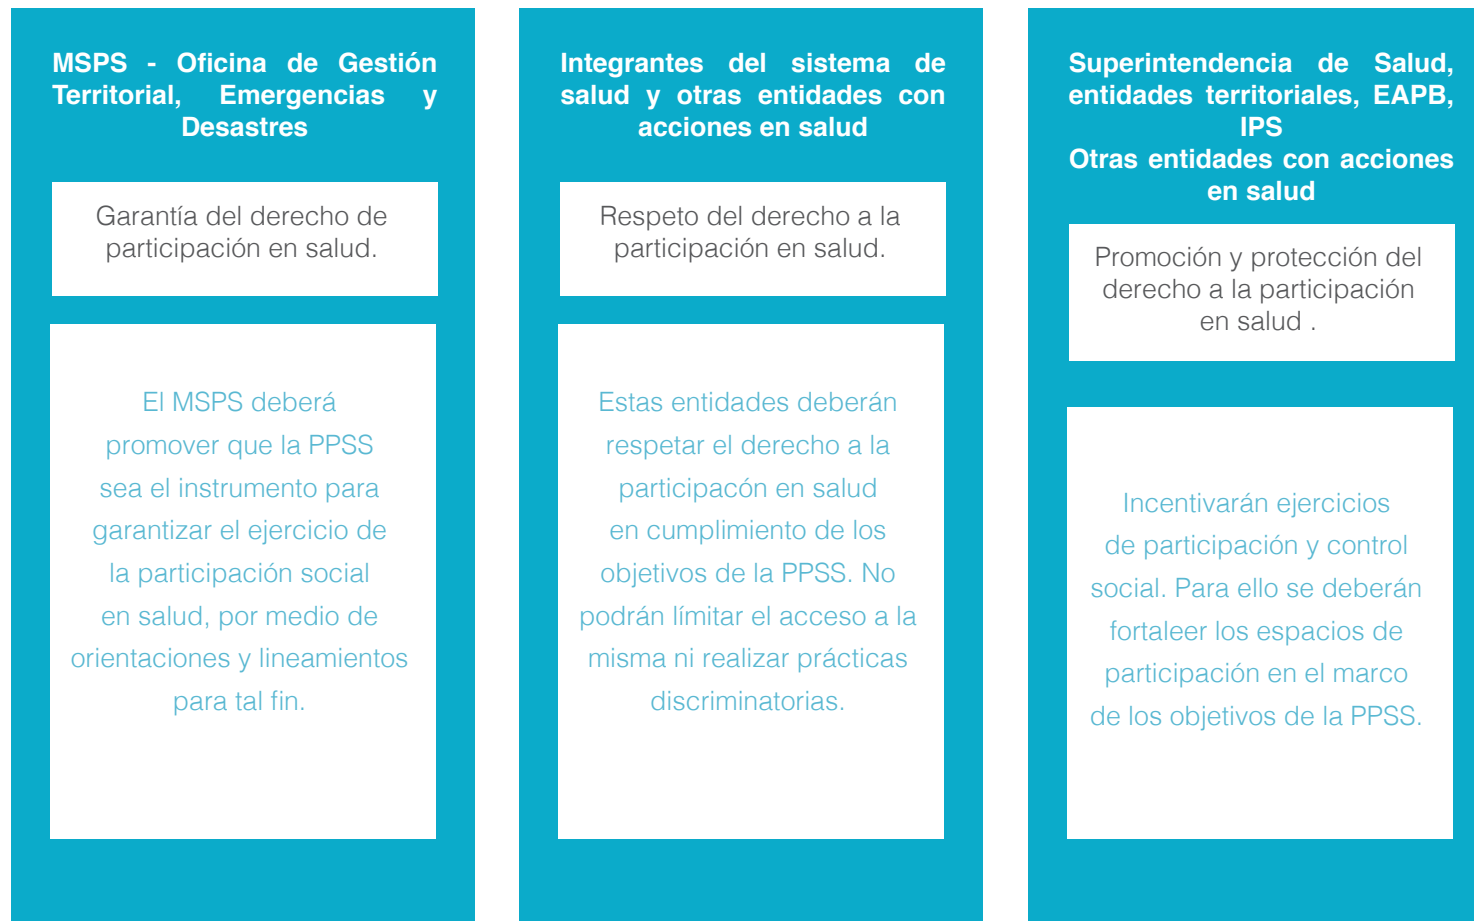 MSPS - Oficina de Gestión
Territorial, Emergencias y
Desastres
Garantía del derecho de
participación en salud.
El MSPS deberá
promover que la PPSS
sea el instrumento para
garantizar el ejercicio de
la participación social
en salud, por medio de
orientaciones y lineamientos
para tal fin.
Integrantes del sistema de
salud y otras entidades con
acciones en salud
Respeto del derecho a la
participación en salud.
Estas entidades deberán
respetar el derecho a la
participacón en salud
en cumplimiento de los
objetivos de la PPSS. No
podrán límitar el acceso a la
misma ni realizar prácticas
discriminatorias.
Superintendencia de Salud,
entidades territoriales, EAPB,
IPS
Otras entidades con acciones
en salud
Promoción y protección del
derecho a la participación
en salud .
Incentivarán ejercicios
de participación y control
social. Para ello se deberán
fortaleer los espacios de
participación en el marco
de los objetivos de la PPSS.